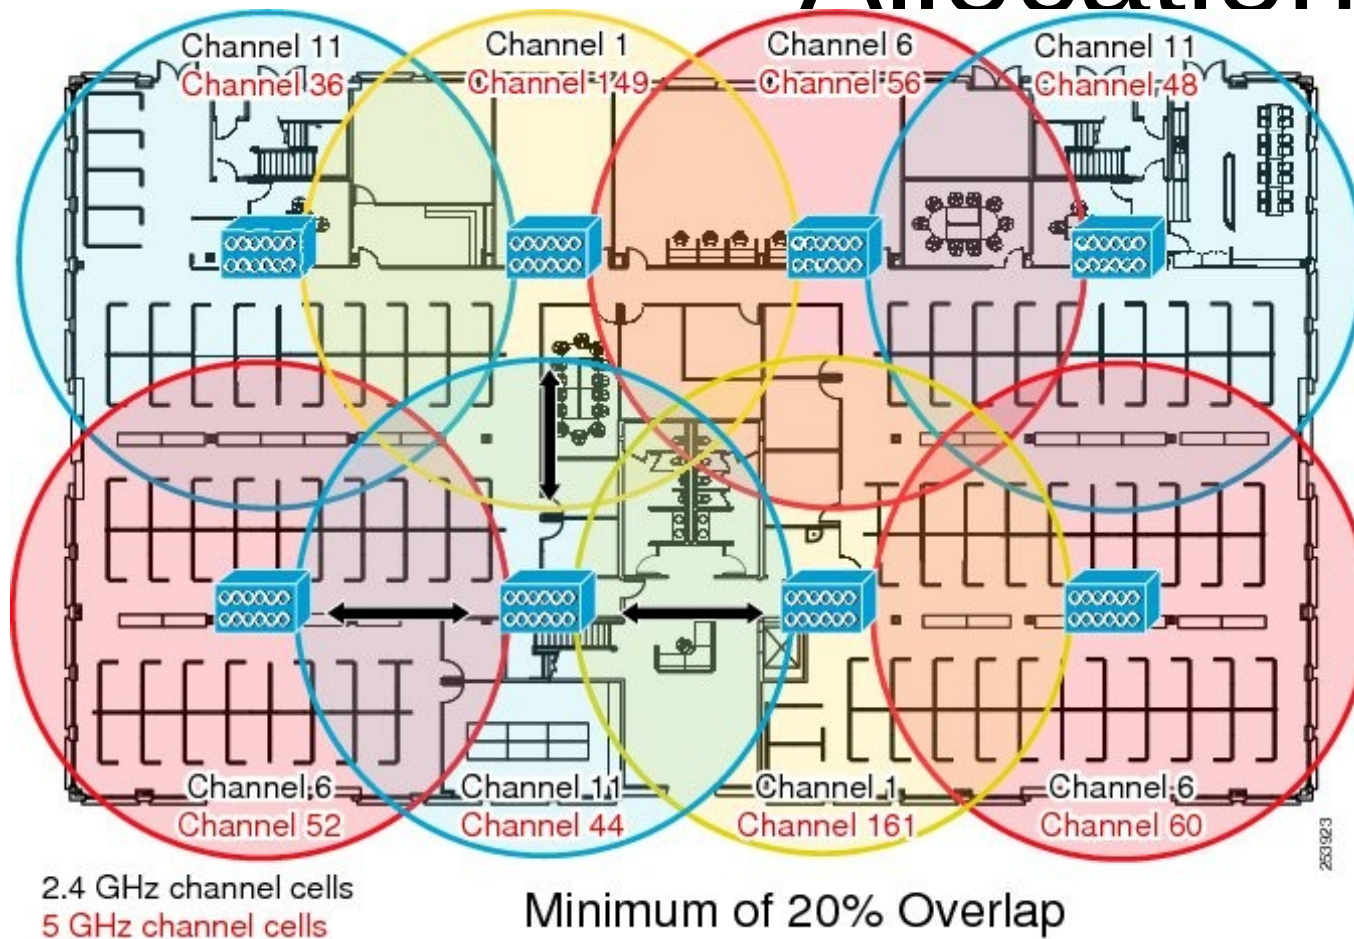 Allocation
Channel 11
Channel 36
Channel 1
Channel 149
Channel 6
Channel 56
Channel 11
Channel 48
Channel 6
Channel 52
Channel 11
Channel 44
Channel 1
Channel 161
Channel 6
Channel 60
253923
2.4 GHz channel cells
5 GHz channel cells
Minimum of 20% Overlap